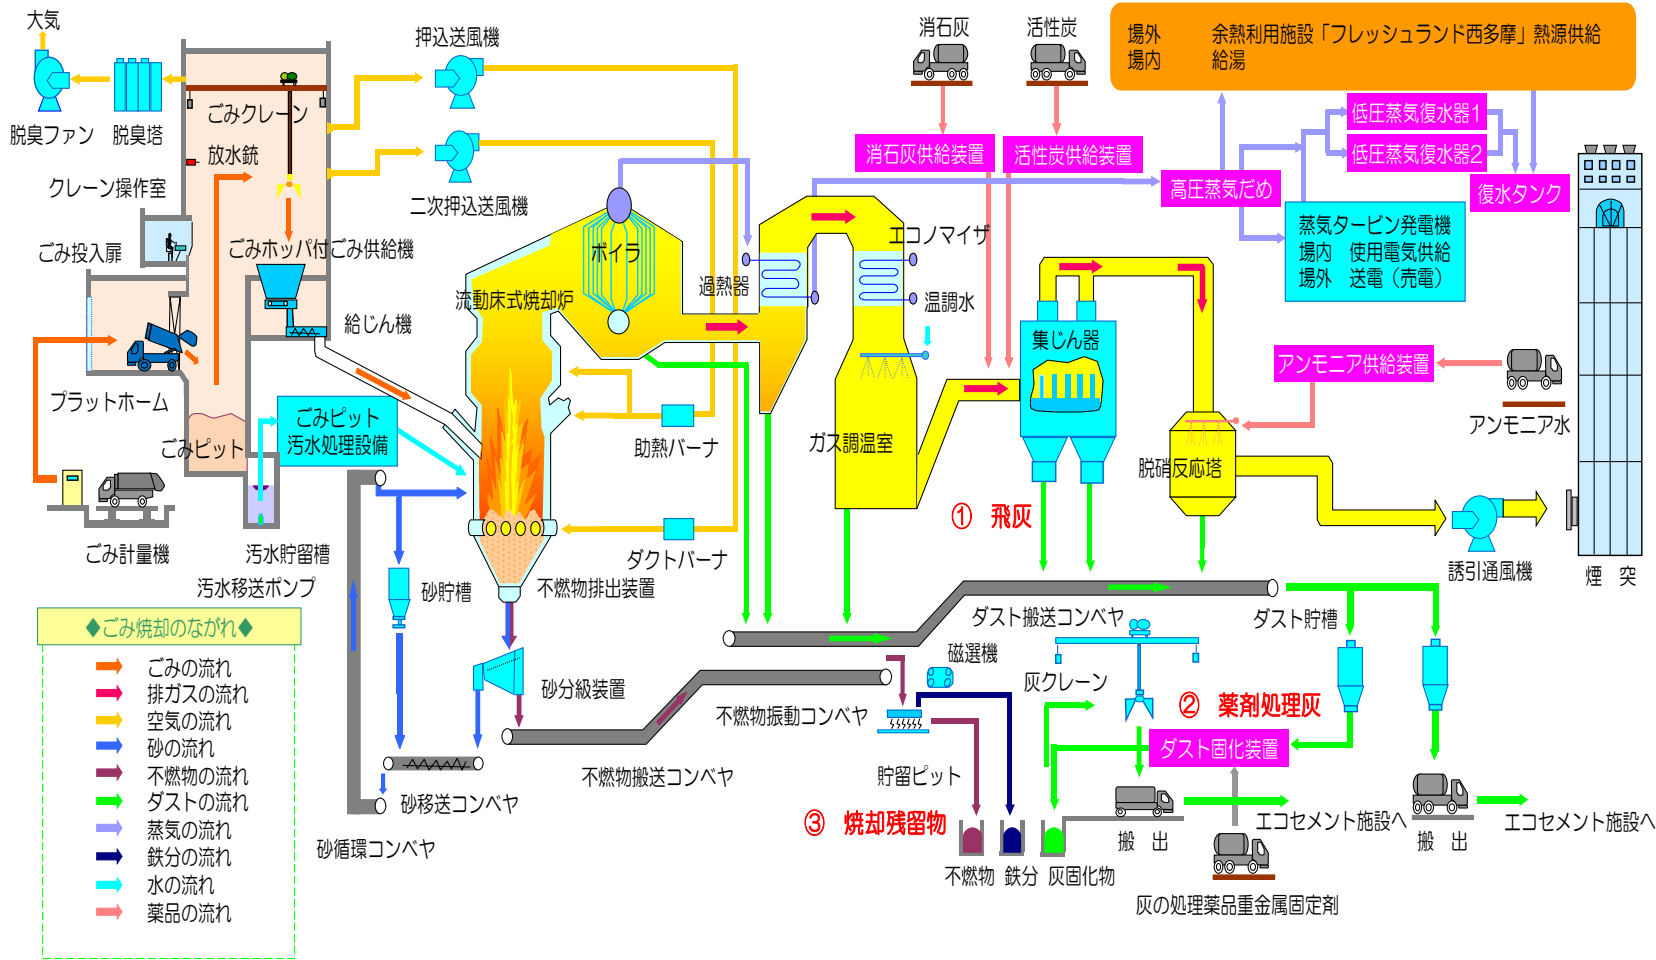 大気
脱臭ファン
脱臭塔
クレーン操作室
ごみ投入扉
プラットホーム
ごみ計量機
ごみクレーン
放水銃
ごみホッパ付ごみ供給機
給じん機
ごみピット
ごみピット
汚水処理設備
汚水貯留槽
汚水移送ポンプ
押込送風機
二次押込送風機
流動床式焼却炉
ボイラ
過熱器
エコノマイザ
温調水
ガス調温室
助熱バーナ
ダクトバーナ
不燃物排出装置
砂貯槽
砂分級装置
砂移送コンベヤ
砂循環コンベヤ
不燃物搬送コンベヤ
不燃物振動コンベヤ
磁選機
貯留ピット
消石灰
活性炭
消石灰供給装置
活性炭供給装置
場外 余熱利用施設「フレッシュランド西多摩」熱源供給
場内 給湯
低圧蒸気復水器1
低圧蒸気復水器2
高圧蒸気だめ
復水タンク
蒸気タービン発電機
場内 使用電気供給
場外 送電（売電）
集じん器
アンモニア供給装置
アンモニア水
脱硝反応塔
誘引通風機
煙 突
① 飛灰
ダスト搬送コンベヤ
ダスト貯槽
灰クレーン
② 薬剤処理灰
ダスト固化装置
③ 焼却残留物
不燃物 鉄分 灰固化物
搬 出
エコセメント施設へ
搬 出
エコセメント施設へ
灰の処理薬品重金属固定剤
◆ごみ焼却のながれ◆
ごみの流れ
排ガスの流れ
空気の流れ
砂の流れ
不燃物の流れ
ダストの流れ
蒸気の流れ
鉄分の流れ
水の流れ
薬品の流れ